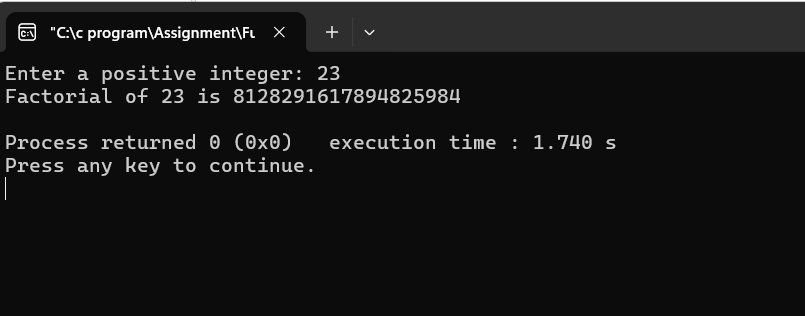 "C:\c program\Assignment\Fu
Enter a positive integer: 23
Factorial of 23 is 8128291617894825984
Process returned 0 (0x0)   execution time : 1.740 s
Press any key to continue.